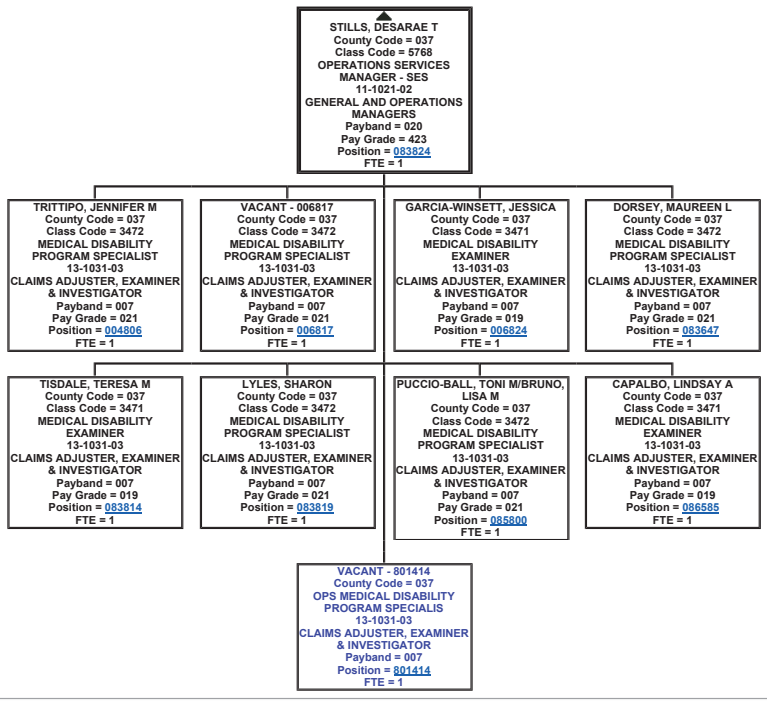 STILLS, DESARAE T
County Code = 037
Class Code = 5768
OPERATIONS SERVICES
MANAGER - SES
11-1021-02
GENERAL AND OPERATIONS
MANAGERS
Payband = 020
Pay Grade = 423
Position = 083824
FTE = 1
TRITTIPO, JENNIFER M
County Code = 037
Class Code = 3472
MEDICAL DISABILITY
PROGRAM SPECIALIST
13-1031-03
CLAIMS ADJUSTER, EXAMINER
& INVESTIGATOR
Payband = 007
Pay Grade = 021
Position = 004806
FTE = 1
VACANT - 006817
County Code = 037
Class Code = 3472
MEDICAL DISABILITY
PROGRAM SPECIALIST
13-1031-03
CLAIMS ADJUSTER, EXAMINER
& INVESTIGATOR
Payband = 007
Pay Grade = 021
Position = 006817
FTE = 1
GARCIA-WINSETT, JESSICA
County Code = 037
Class Code = 3471
MEDICAL DISABILITY
EXAMINER
13-1031-03
CLAIMS ADJUSTER, EXAMINER
& INVESTIGATOR
Payband = 007
Pay Grade = 019
Position = 006824
FTE = 1
DORSEY, MAUREEN L
County Code = 037
Class Code = 3472
MEDICAL DISABILITY
PROGRAM SPECIALIST
13-1031-03
CLAIMS ADJUSTER, EXAMINER
& INVESTIGATOR
Payband = 007
Pay Grade = 021
Position = 083647
FTE = 1
TISDALE, TERESA M
County Code = 037
Class Code = 3471
MEDICAL DISABILITY
EXAMINER
13-1031-03
CLAIMS ADJUSTER, EXAMINER
& INVESTIGATOR
Payband = 007
Pay Grade = 019
Position = 083814
FTE = 1
LYLES, SHARON
County Code = 037
Class Code = 3472
MEDICAL DISABILITY
PROGRAM SPECIALIST
13-1031-03
CLAIMS ADJUSTER, EXAMINER
& INVESTIGATOR
Payband = 007
Pay Grade = 021
Position = 083819
FTE = 1
PUCCIO-BALL, TONI M/BRUNO,
LISA M
County Code = 037
Class Code = 3472
MEDICAL DISABILITY
PROGRAM SPECIALIST
13-1031-03
CLAIMS ADJUSTER, EXAMINER
& INVESTIGATOR
Payband = 007
Pay Grade = 021
Position = 085800
FTE = 1
CAPALBO, LINDSAY A
County Code = 037
Class Code = 3471
MEDICAL DISABILITY
EXAMINER
13-1031-03
CLAIMS ADJUSTER, EXAMINER
& INVESTIGATOR
Payband = 007
Pay Grade = 019
Position = 086585
FTE = 1
VACANT - 801414
County Code = 037
OPS MEDICAL DISABILITY
PROGRAM SPECIALIS
13-1031-03
CLAIMS ADJUSTER, EXAMINER
& INVESTIGATOR
Payband = 007
Position = 801414
FTE = 1